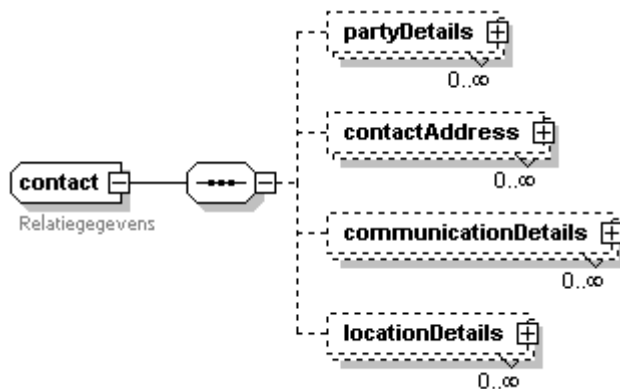 partyDetails
0..∞
contactAddress
0..∞
contact
Relatiegegevens
communicationDetails
0..∞
locationDetails
0..∞